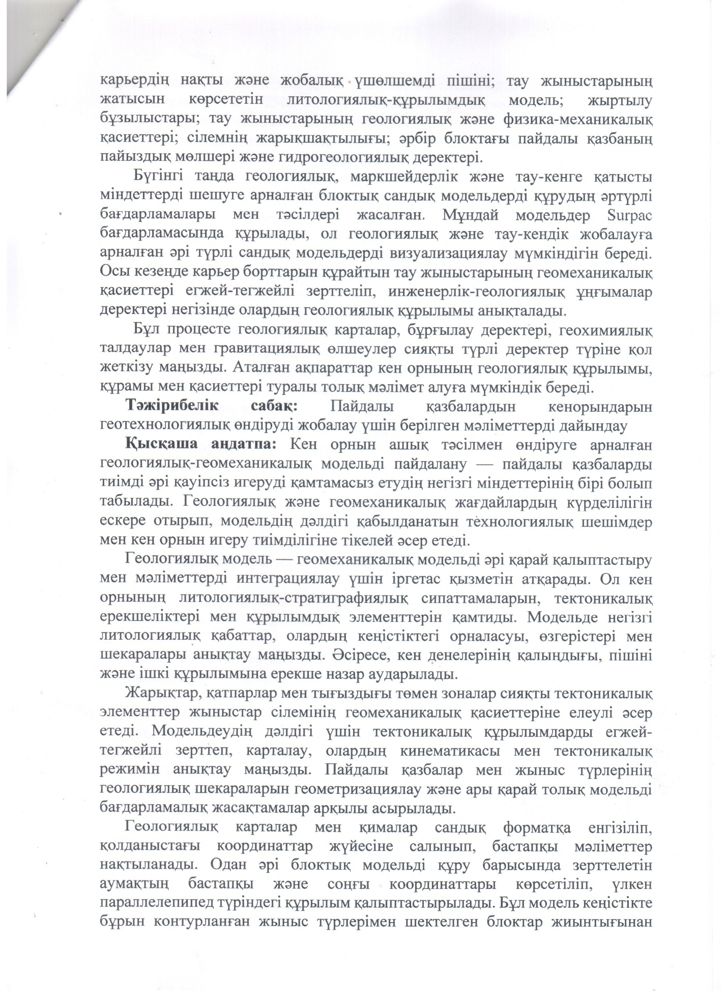 карьердің нақты және жобалық үшөлшемді пішіні; тау жыныстарының
жатысын көрсететін литологиялық-құрылымдық модель; жыртылу
бұзылыстары; тау жыныстарының геологиялық және физика-механикалық
қасиеттері; сілемнің жарықшақтылығы; әрбір блоктағы пайдалы қазбаның
пайыздық мөлшері және гидрогеологиялық деректері.
Бүгінгі таңда геологиялық, маркшейдерлік және тау-кенге қатысты
міндеттерді шешуге арналған блоктық сандық модельдерді құрудың әртүрлі
бағдарламалары мен тәсілдері жасалған. Мұндай модельдер Surpac
бағдарламасында құрылады, ол геологиялық және тау-кендік жобалауға
арналған әрі түрлі сандық модельдерді визуализациялау мүмкіндігін береді.
Осы кезеңде карьер борттарын құрайтын тау жыныстарының геомеханикалық
қасиеттері егжей-тегжейлі зерттеліп, инженерлік-геологиялық ұңғымалар
деректері негізінде олардың геологиялық құрылымы анықталады.
Бұл процесте геологиялық карталар, бұрғылау деректері, геохимиялық
талдаулар мен гравитациялық өлшеулер сияқты түрлі деректер түріне қол
жеткізу маңызды. Аталған ақпараттар кен орнының геологиялық құрылымы,
құрамы мен қасиеттері туралы толық мәлімет алуға мүмкіндік береді.
Тәжірибелік сабақ: Пайдалы қазбалардын кенорындарын
геотехнологиялық өндіруді жобалау үшін берілген мәліметтерді дайындау
Қысқаша аңдатпа: Кен орнын ашық тәсілмен өндіруге арналған
геологиялық-геомеханикалық модельді пайдалану — пайдалы қазбаларды
тиімді әрі қауіпсіз игеруді қамтамасыз етудің негізгі міндеттерінің бірі болып
табылады. Геологиялық және геомеханикалық жағдайлардың күрделілігін
ескере отырып, модельдің дәлдігі қабылданатын технологиялық шешімдер
мен кен орнын игеру тиімділігіне тікелей әсер етеді.
Геологиялық модель — геомеханикалық модельді әрі қарай қалыптастыру
мен мәліметтерді интеграциялау үшін іргетас қызметін атқарады. Ол кен
орнының литологиялық-стратиграфиялық сипаттамаларын, тектоникалық
ерекшеліктері мен құрылымдық элементтерін қамтиды. Модельде негізгі
литологиялық қабаттар, олардың кеңістіктегі орналасуы, өзгерістері мен
шекаралары анықтау маңызды. Әсіресе, кен денелерінің қалыңдығы, пішіні
және ішкі құрылымына ерекше назар аударылады.
Жарықтар, қатпарлар мен тығыздығы төмен зоналар сияқты тектоникалық
элементтер жыныстар сілемінің геомеханикалық қасиеттеріне елеулі әсер
етеді. Модельдеудің дәлдігі үшін тектоникалық құрылымдарды егжей-
тегжейлі зерттеп, карталау, олардың кинематикасы мен тектоникалық
режимін анықтау маңызды. Пайдалы қазбалар мен жыныс түрлерінің
геологиялық шекараларын геометризациялау және ары қарай толық модельді
бағдарламалық жасақтамалар арқылы асырылады.
Геологиялық карталар мен қималар сандық форматқа енгізіліп,
қолданыстағы координаттар жүйесіне салынып, бастапқы мәліметтер
нақтыланады. Одан әрі блоктық модельді құру барысында зерттелетін
аумақтың бастапқы және соңғы координаттары көрсетіліп, үлкен
параллелепипед түріндегі құрылым қалыптастырылады. Бұл модель кеңістікте
бұрын контурланған жыныс түрлерімен шектелген блоктар жиынтығынан